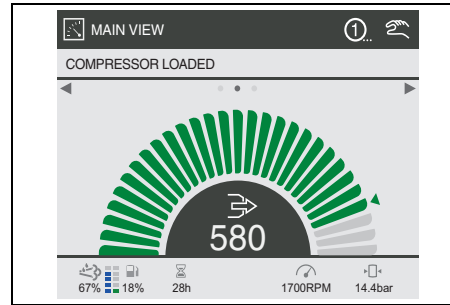 MAIN VIEW
1...
COMPRESSOR LOADED
580
67% 18% 28h 1700RPM 14.4bar